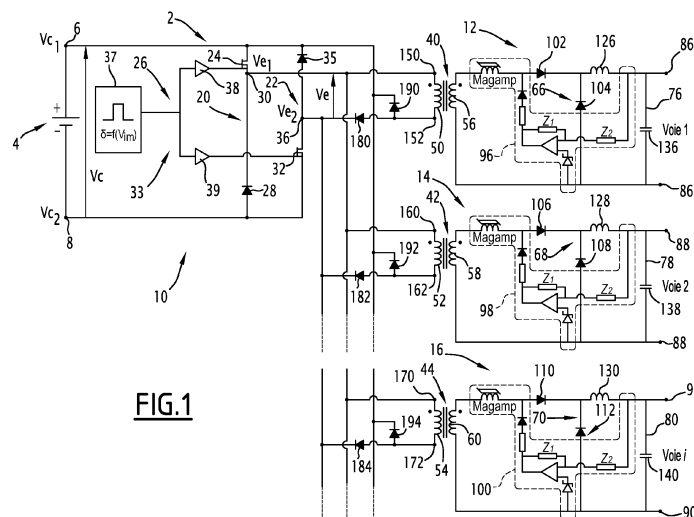 Vc1 6 2 24 Ve1 35 150 40 12 102 126 86
37 26 38 30 22 Ve 190 Magamp 66 104 76
4 20 Ve2 36 50 56 Z1 Z2 Voie 1
δ=f(Vim) 32 180 152 96 136
Vc 33 39 28 86
Vc2 8 14 106 128 88
10 160 42 Magamp 68 108 78
192 58 Z1 Z2 Voie 2
182 162 52 98 138
88
16 110 130 9
FIG.1 170 44 Magamp 70 112 80
194 60 Z1 Z2 Voie i
184 172 54 100 140
90